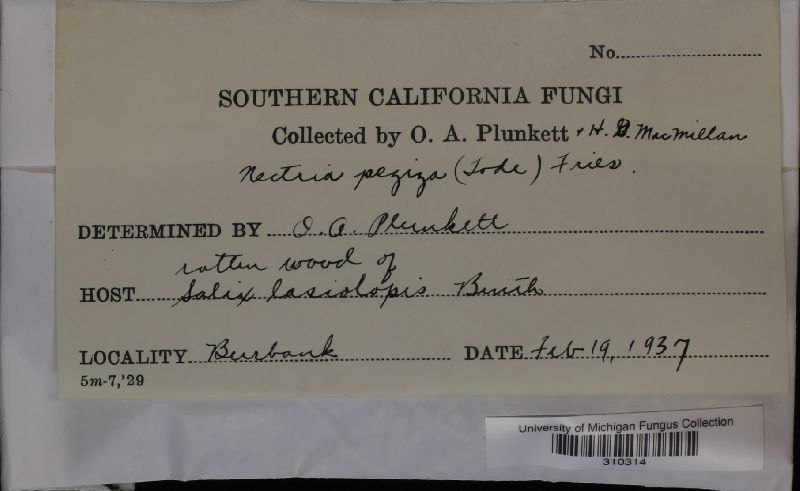 No.
SOUTHERN CALIFORNIA FUNGI
Collected by O. A. Plunkett + H. G. MacMillan
Nectria peziza (Tode) Fries.
DETERMINED BY O. A. Plunkett
rotten wood of
HOST Salix lasiolopis Benth
LOCALITY Burbank DATE Feb 19, 1937
5m-7,'29
University of Michigan Fungus Collection
310314